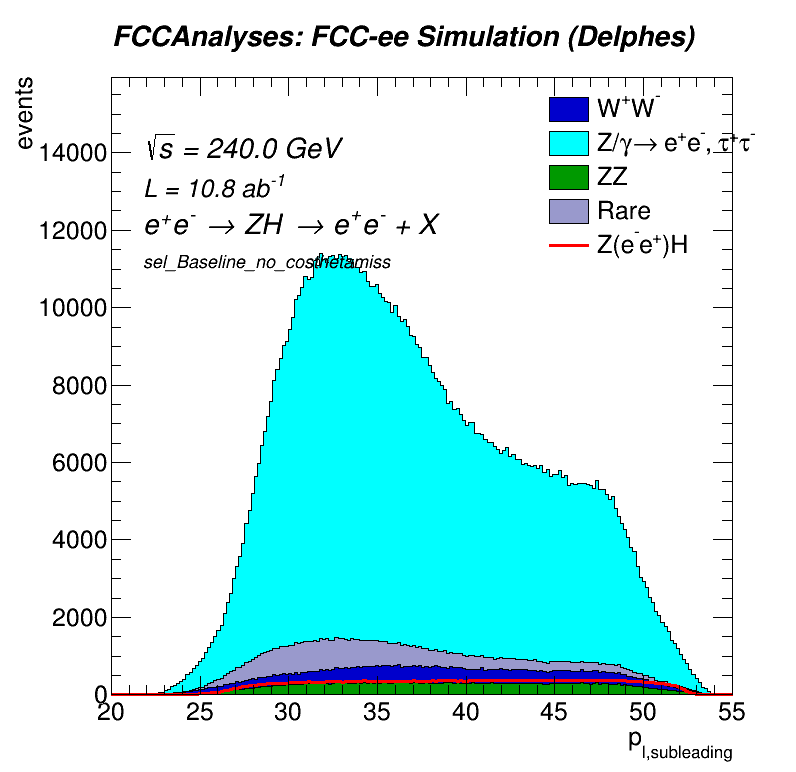 FCCAnalyses: FCC-ee Simulation (Delphes)
events
√s = 240.0 GeV
L = 10.8 ab⁻¹
e⁺e⁻ → ZH → e⁺e⁻ + X
sel_Baseline_no_costhetamiss
W⁺W⁻
Z/γ→ e⁺e⁻, τ⁺τ⁻
ZZ
Rare
Z(e⁻e⁺)H
14000
12000
10000
8000
6000
4000
2000
0
20 25 30 35 40 45 50 55
p_l,subleading